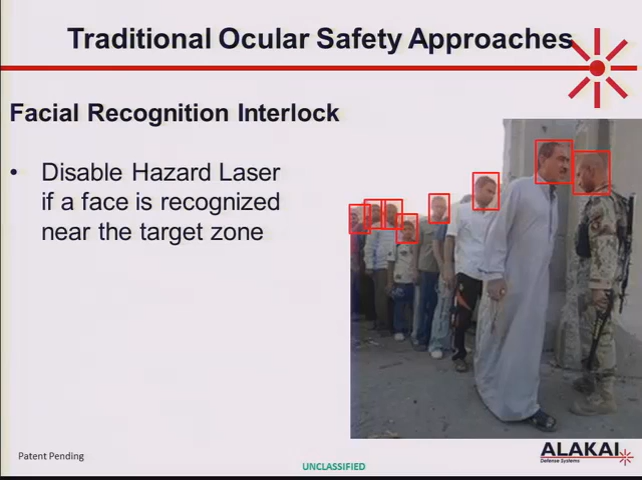 Traditional Ocular Safety Approaches
Facial Recognition Interlock
• Disable Hazard Laser
if a face is recognized
near the target zone
Patent Pending
UNCLASSIFIED
ALAKAI
Defense Systems